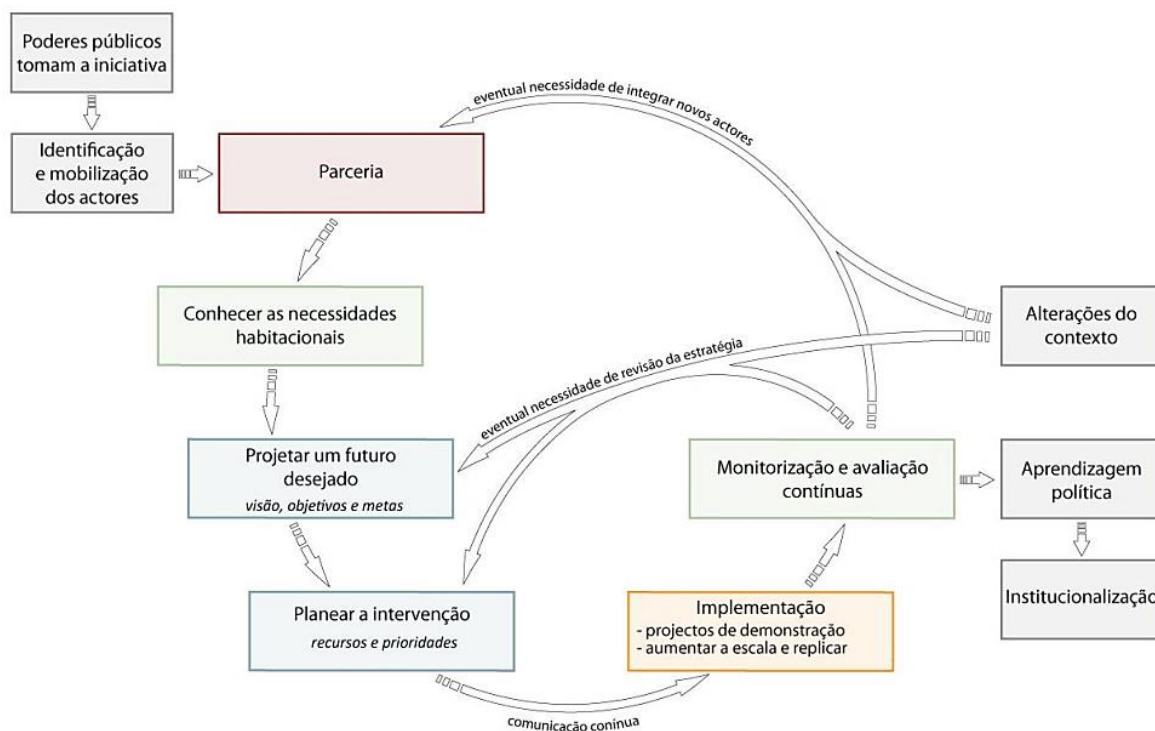 Poderes públicos
tomam a iniciativa
eventual necessidade de integrar novos actores
Identificação
e mobilização
dos actores
Parceria
Conhecer as necessidades
habitacionais
Alterações do
contexto
eventual necessidade de revisão da estratégia
Projetar um futuro
desejado
visão, objetivos e metas
Monitorização e avaliação
contínuas
Aprendizagem
política
Planear a intervenção
recursos e prioridades
Implementação
- projectos de demonstração
- aumentar a escala e replicar
Institucionalização
comunicação contínua